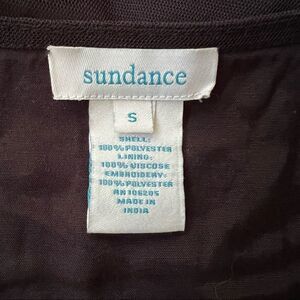 sundance
S
SHELL:
100% POLYESTER
LINING:
100% VISCOSE
EMBROIDERY:
100% POLYESTER
RN 106205
MADE IN
INDIA